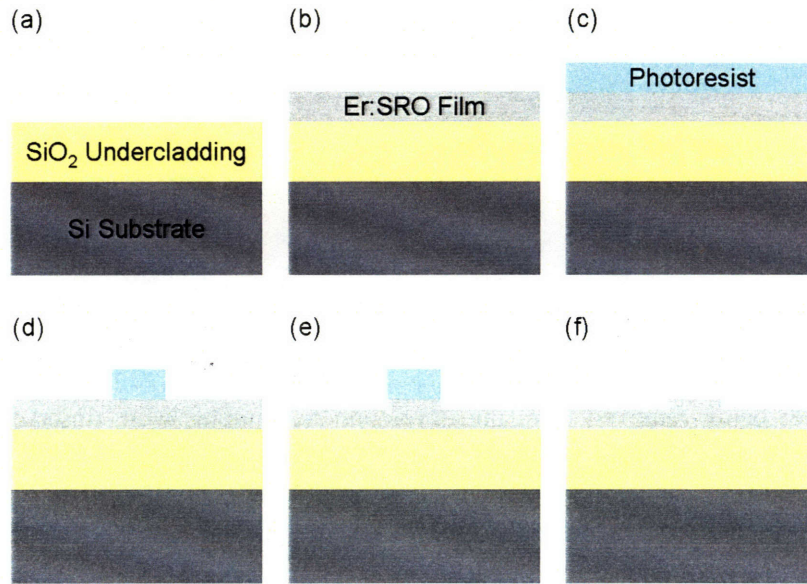 (a)
(b)
(c)
Photoresist
Er:SRO Film
SiO₂ Undercladding
Si Substrate
(d)
(e)
(f)